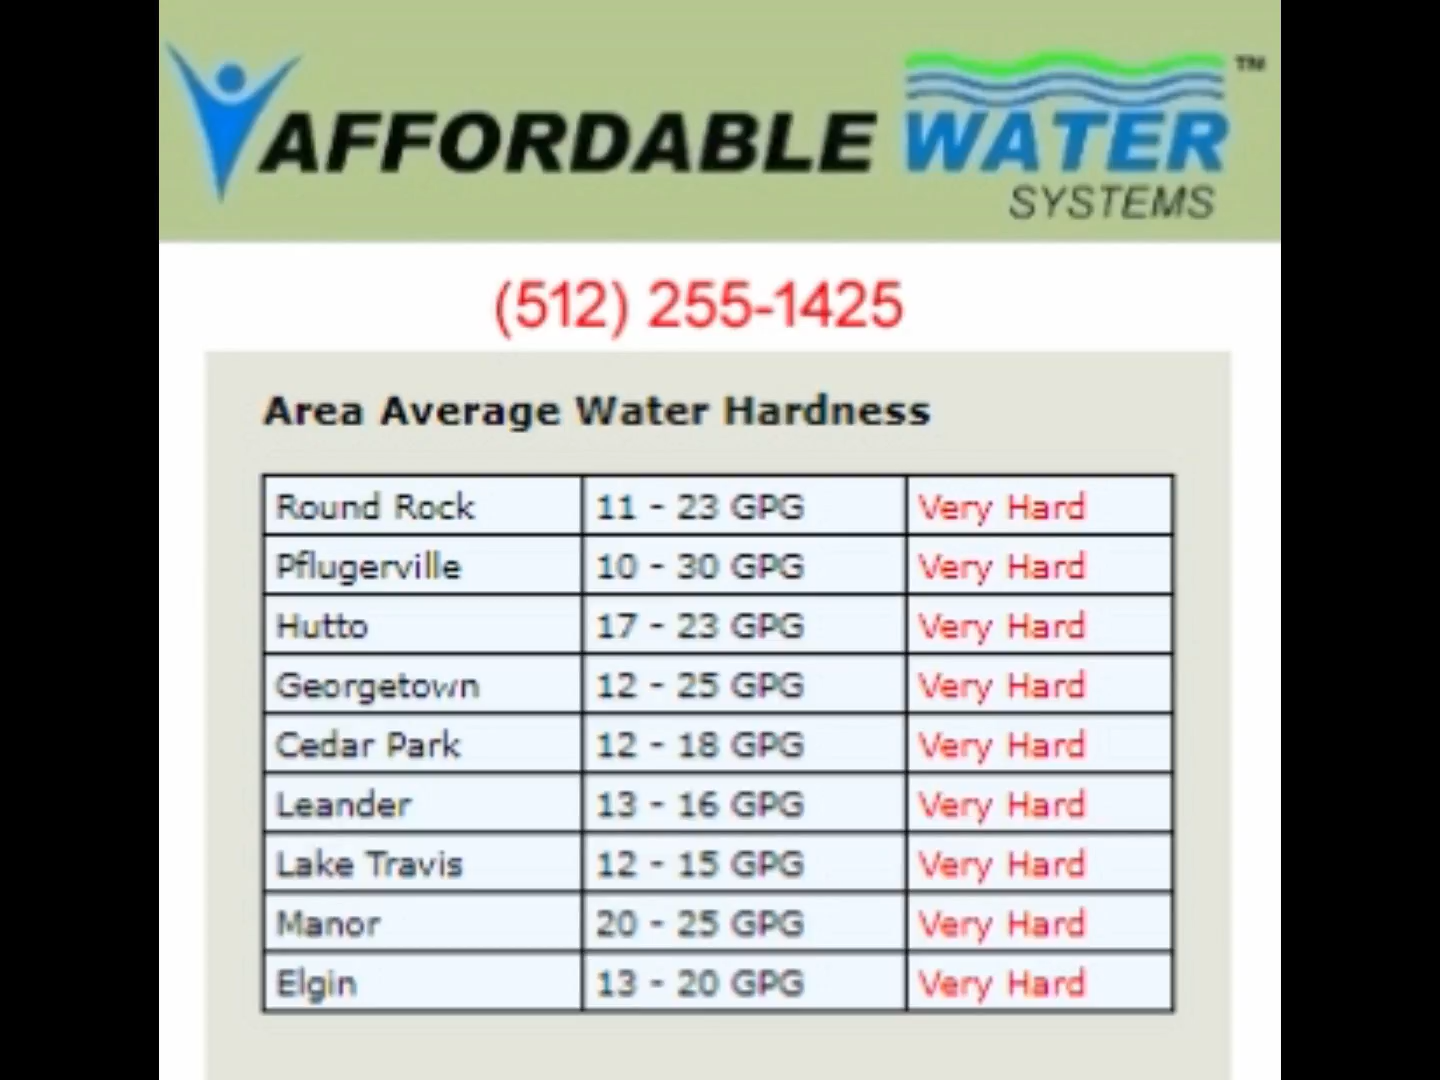 AFFORDABLE WATER ™
SYSTEMS
(512) 255-1425
Area Average Water Hardness
Round Rock 11 - 23 GPG Very Hard
Pflugerville 10 - 30 GPG Very Hard
Hutto 17 - 23 GPG Very Hard
Georgetown 12 - 25 GPG Very Hard
Cedar Park 12 - 18 GPG Very Hard
Leander 13 - 16 GPG Very Hard
Lake Travis 12 - 15 GPG Very Hard
Manor 20 - 25 GPG Very Hard
Elgin 13 - 20 GPG Very Hard